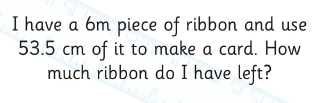 I have a 6m piece of ribbon and use
53.5 cm of it to make a card. How
much ribbon do I have left?